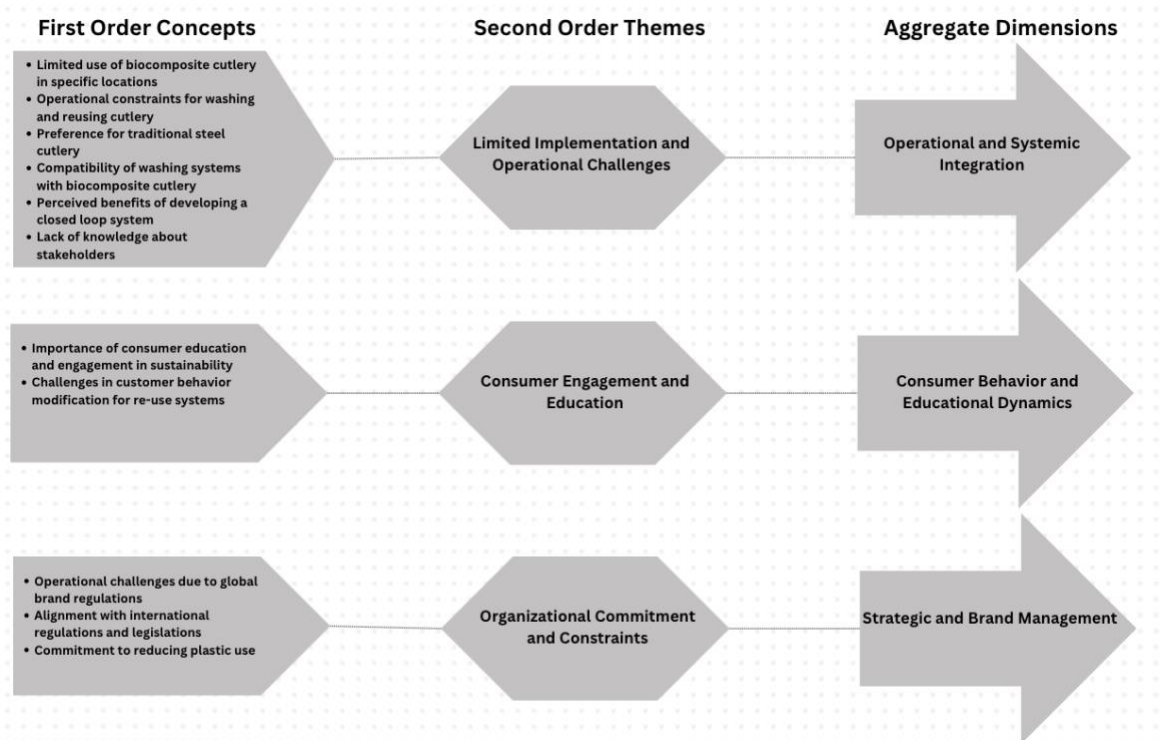 First Order Concepts
Second Order Themes
Aggregate Dimensions
• Limited use of biocomposite cutlery
in specific locations
• Operational constraints for washing
and reusing cutlery
• Preference for traditional steel
cutlery
• Compatibility of washing systems
with biocomposite cutlery
• Perceived benefits of developing a
closed loop system
• Lack of knowledge about
stakeholders
Limited Implementation and
Operational Challenges
Operational and Systemic
Integration
• Importance of consumer education
and engagement in sustainability
• Challenges in customer behavior
modification for re-use systems
Consumer Engagement and
Education
Consumer Behavior and
Educational Dynamics
• Operational challenges due to global
brand regulations
• Alignment with international
regulations and legislations
• Commitment to reducing plastic use
Organizational Commitment
and Constraints
Strategic and Brand Management